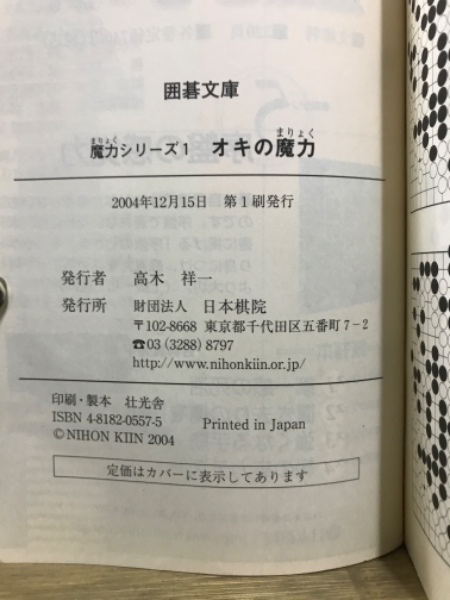 囲碁文庫
まりょく まりょく
魔力シリーズ1 オキの魔力
2004年12月15日 第1刷発行
発行者 高木 祥一
発行所 財団法人 日本棋院
〒102-8668 東京都千代田区五番町7-2
☎03(3288)8797
http://www.nihonkiin.or.jp/
印刷・製本 壮光舎
ISBN 4-8182-0557-5 Printed in Japan
©NIHON KIIN 2004
定価はカバーに表示してあります